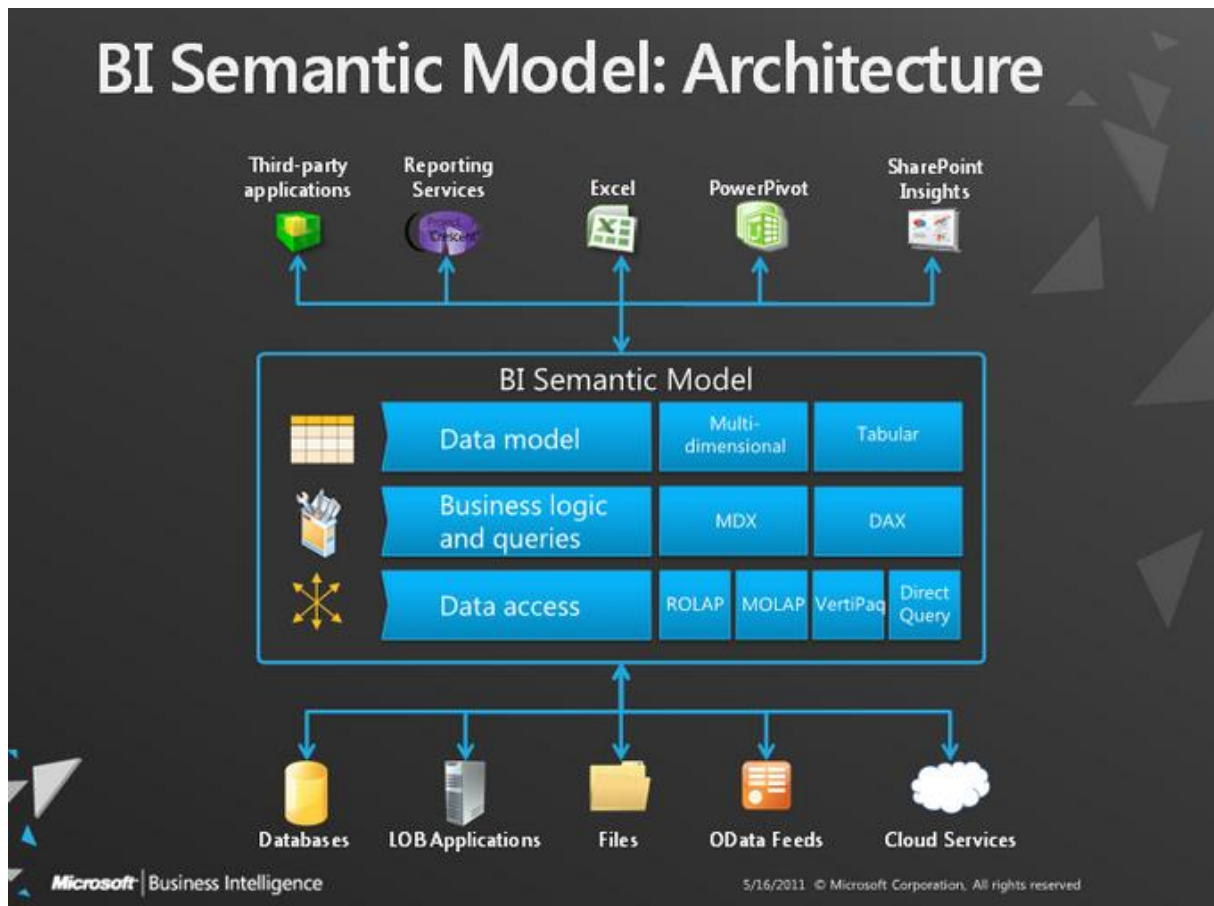 BI Semantic Model: Architecture
Third-party
applications
Reporting
Services
Excel
PowerPivot
SharePoint
Insights
Project
"Crescent"
BI Semantic Model
Data model
Multi-
dimensional
Tabular
Business logic
and queries
MDX
DAX
Data access
ROLAP
MOLAP
VertiPaq
Direct
Query
Databases
LOB Applications
Files
OData Feeds
Cloud Services
Microsoft | Business Intelligence
5/16/2011 © Microsoft Corporation. All rights reserved